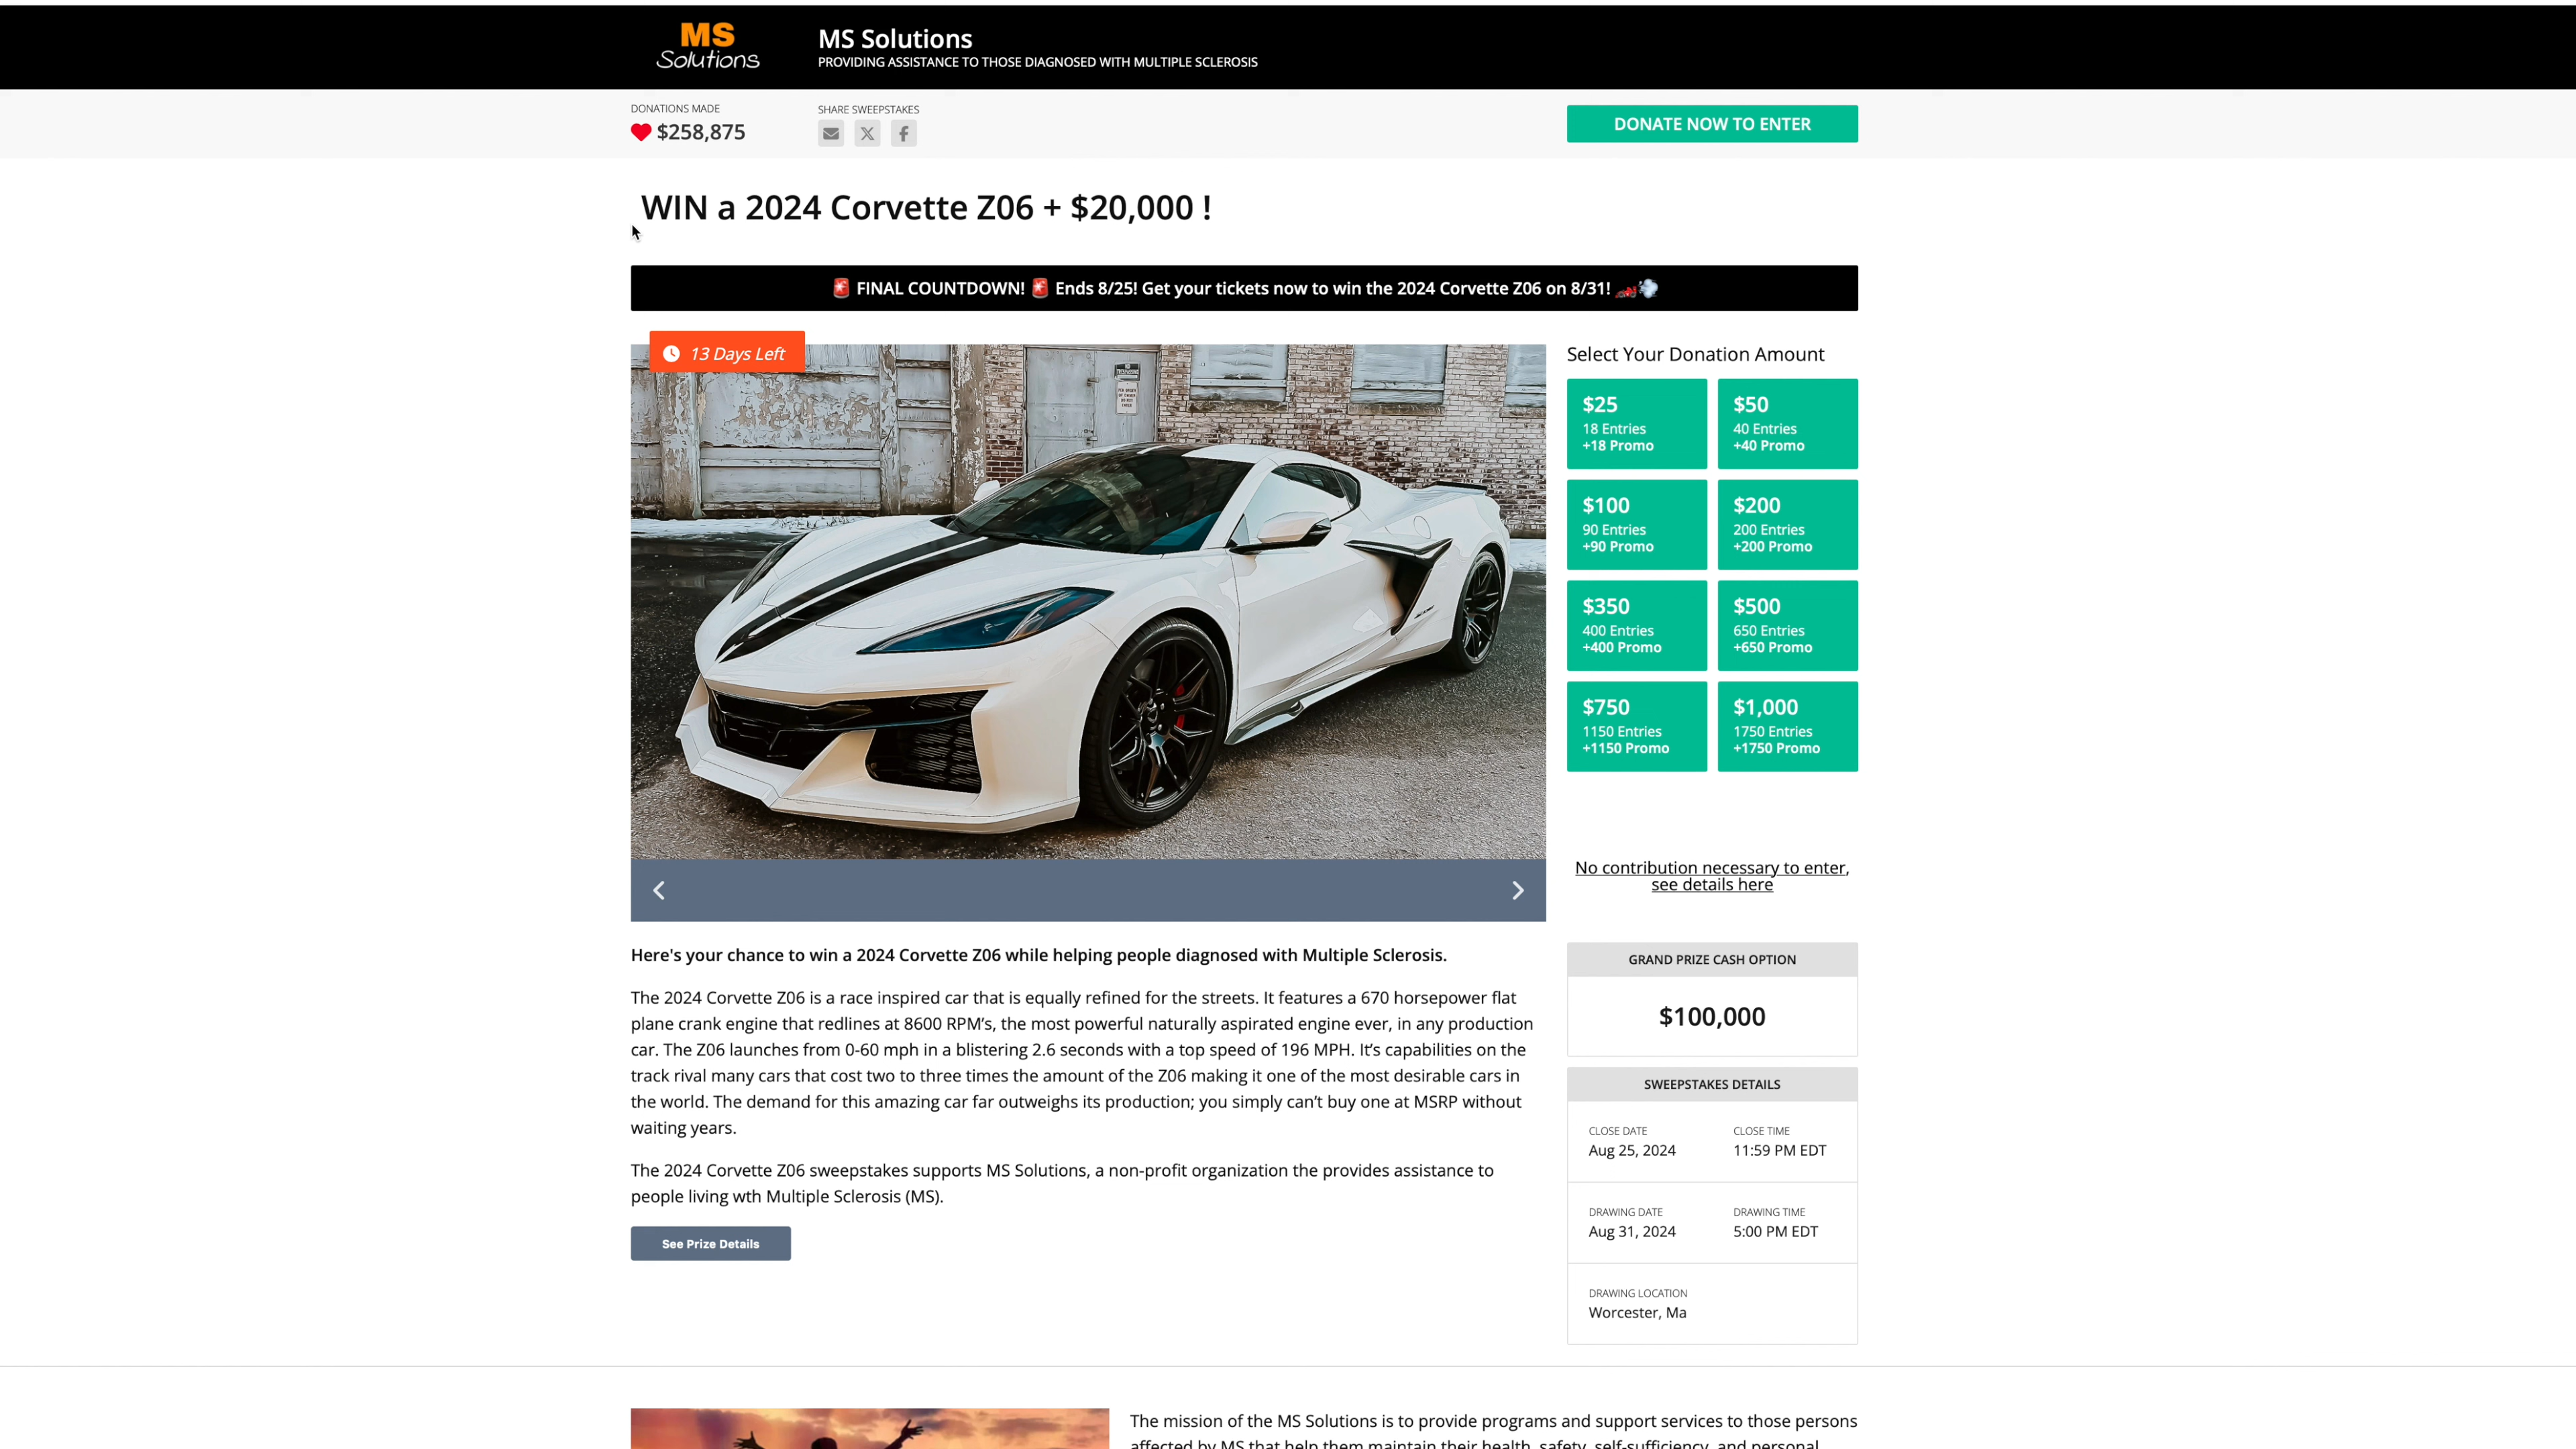 MS
Solutions
MS Solutions
PROVIDING ASSISTANCE TO THOSE DIAGNOSED WITH MULTIPLE SCLEROSIS
DONATIONS MADE
$258,875
SHARE SWEEPSTAKES
DONATE NOW TO ENTER
WIN a 2024 Corvette Z06 + $20,000 !
🚨 FINAL COUNTDOWN! 🚨 Ends 8/25! Get your tickets now to win the 2024 Corvette Z06 on 8/31! 🏎️💨
13 Days Left
Select Your Donation Amount
$25
18 Entries
+18 Promo
$50
40 Entries
+40 Promo
$100
90 Entries
+90 Promo
$200
200 Entries
+200 Promo
$350
400 Entries
+400 Promo
$500
650 Entries
+650 Promo
$750
1150 Entries
+1150 Promo
$1,000
1750 Entries
+1750 Promo
No contribution necessary to enter,
see details here
Here's your chance to win a 2024 Corvette Z06 while helping people diagnosed with Multiple Sclerosis.
The 2024 Corvette Z06 is a race inspired car that is equally refined for the streets. It features a 670 horsepower flat
plane crank engine that redlines at 8600 RPM's, the most powerful naturally aspirated engine ever, in any production
car. The Z06 launches from 0-60 mph in a blistering 2.6 seconds with a top speed of 196 MPH. It's capabilities on the
track rival many cars that cost two to three times the amount of the Z06 making it one of the most desirable cars in
the world. The demand for this amazing car far outweighs its production; you simply can't buy one at MSRP without
waiting years.
The 2024 Corvette Z06 sweepstakes supports MS Solutions, a non-profit organization the provides assistance to
people living wth Multiple Sclerosis (MS).
See Prize Details
GRAND PRIZE CASH OPTION
$100,000
SWEEPSTAKES DETAILS
CLOSE DATE
Aug 25, 2024
CLOSE TIME
11:59 PM EDT
DRAWING DATE
Aug 31, 2024
DRAWING TIME
5:00 PM EDT
DRAWING LOCATION
Worcester, Ma
The mission of the MS Solutions is to provide programs and support services to those persons
affected by MS that help them maintain their health, safety, self-sufficiency, and personal